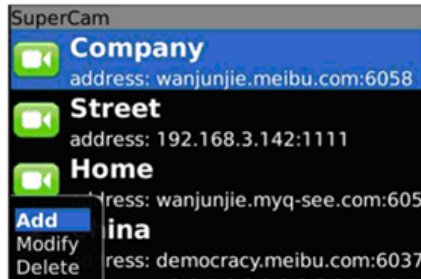 SuperCam
Company
address: wanjunjie.meibu.com:6058
Street
address: 192.168.3.142:1111
Home
address: wanjunjie.myq-see.com:605
Add
ina
Modify
Delete
ress: democracy.meibu.com:6037